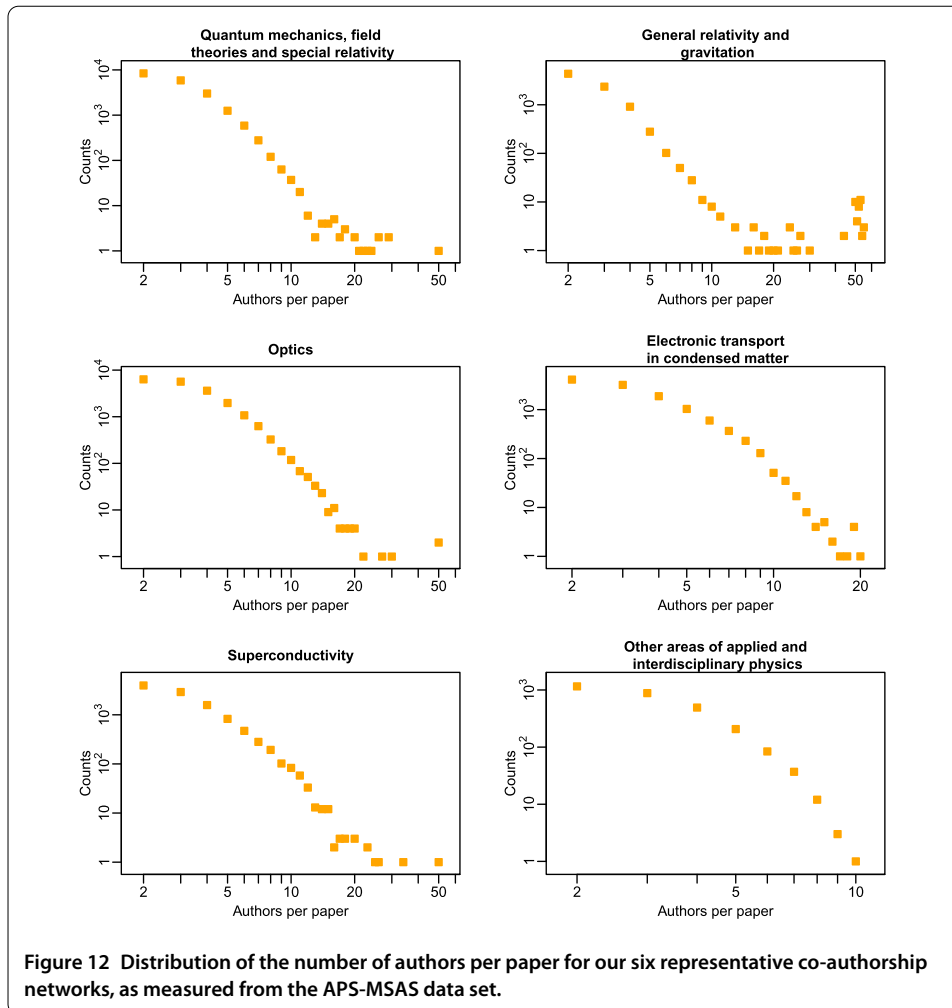 Quantum mechanics, field
theories and special relativity
Counts
10^4
10^3
10^2
10
1
2
5
10
20
50
Authors per paper
General relativity and
gravitation
Counts
10^3
10^2
10
1
2
5
10
20
50
Authors per paper
Optics
Counts
10^4
10^3
10^2
10
1
2
5
10
20
50
Authors per paper
Electronic transport
in condensed matter
Counts
10^3
10^2
10
1
2
5
10
20
Authors per paper
Superconductivity
Counts
10^3
10^2
10
1
2
5
10
20
50
Authors per paper
Other areas of applied and
interdisciplinary physics
Counts
10^3
10^2
10
1
2
5
10
Authors per paper
Figure 12 Distribution of the number of authors per paper for our six representative co-authorship
networks, as measured from the APS-MSAS data set.